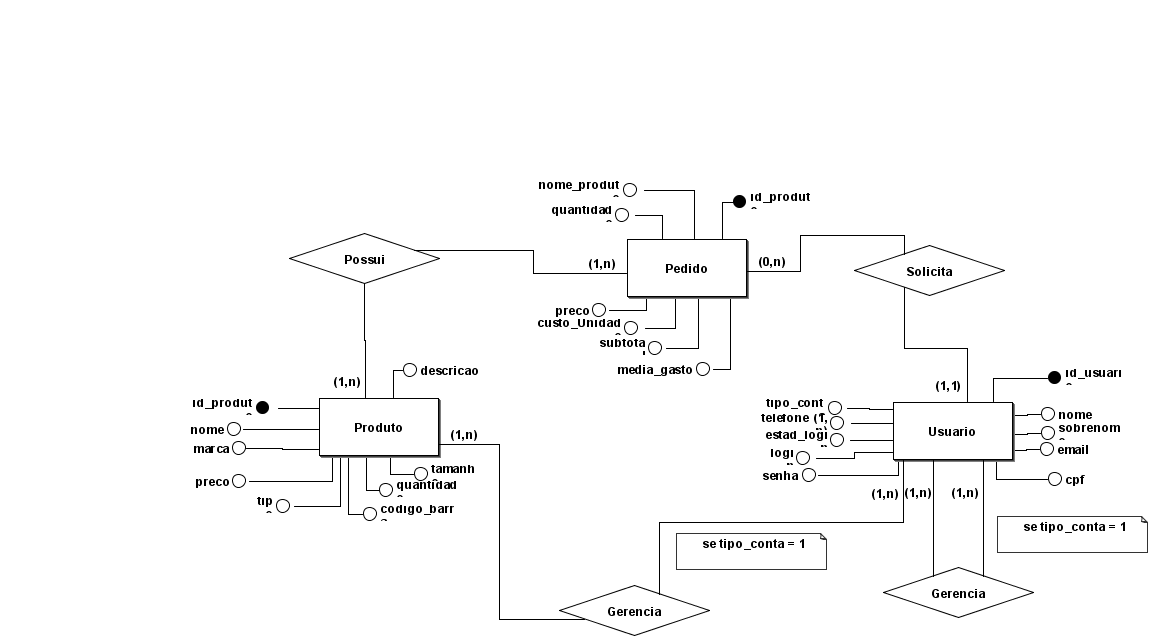 nome_produt
id_produt
quantidad
Possui
(1,n)
Pedido
(0,n)
Solicita
preco
custo_Unidad
subtota
media_gasto
(1,n)
descricao
(1,1)
id_usuari
id_produt
nome
marca
Produto
(1,n)
tipo_cont
telefone (1,
estad_logi
logi
senha
Usuario
nome
sobrenom
email
cpf
preco
tip
tamanh
quantidad
codigo_barr
(1,n)
(1,n)
(1,n)
se tipo_conta = 1
se tipo_conta = 1
Gerencia
Gerencia